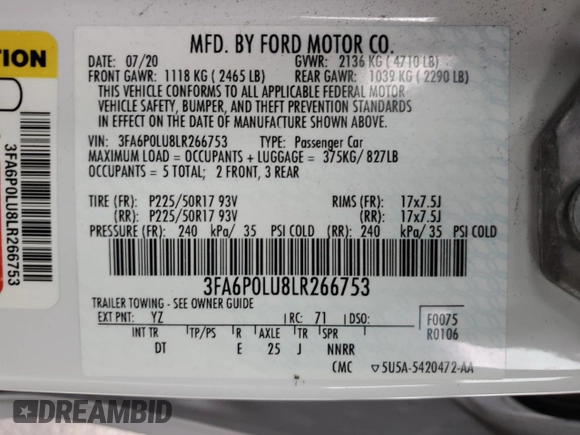 TION
3FA6P0LU8LR266753
MFD. BY FORD MOTOR CO.
DATE: 07/20 GVWR: 2136 KG ( 4710 LB)
FRONT GAWR: 1118 KG ( 2465 LB) REAR GAWR: 1039 KG ( 2290 LB)
THIS VEHICLE CONFORMS TO ALL APPLICABLE FEDERAL MOTOR
VEHICLE SAFETY, BUMPER, AND THEFT PREVENTION STANDARDS
IN EFFECT ON THE DATE OF MANUFACTURE SHOWN ABOVE.
VIN: 3FA6P0LU8LR266753 TYPE: Passenger Car
MAXIMUM LOAD = OCCUPANTS + LUGGAGE = 375KG/ 827LB
OCCUPANTS = 5 TOTAL; 2 FRONT, 3 REAR
TIRE (FR): P225/50R17 93V RIMS (FR): 17x7.5J
(RR): P225/50R17 93V (RR): 17x7.5J
PRESSURE (FR): 240 kPa/ 35 PSI COLD (RR): 240 kPa/ 35 PSI COLD
3FA6P0LU8LR266753
TRAILER TOWING - SEE OWNER GUIDE
EXT PNT: YZ RC: 71 DSO: F0075
R0106
INT TR TP/PS R AXLE TR SPR
DT E 25 J NNRR
CMC ▽5U5A-5420472-AA
DREAMBID